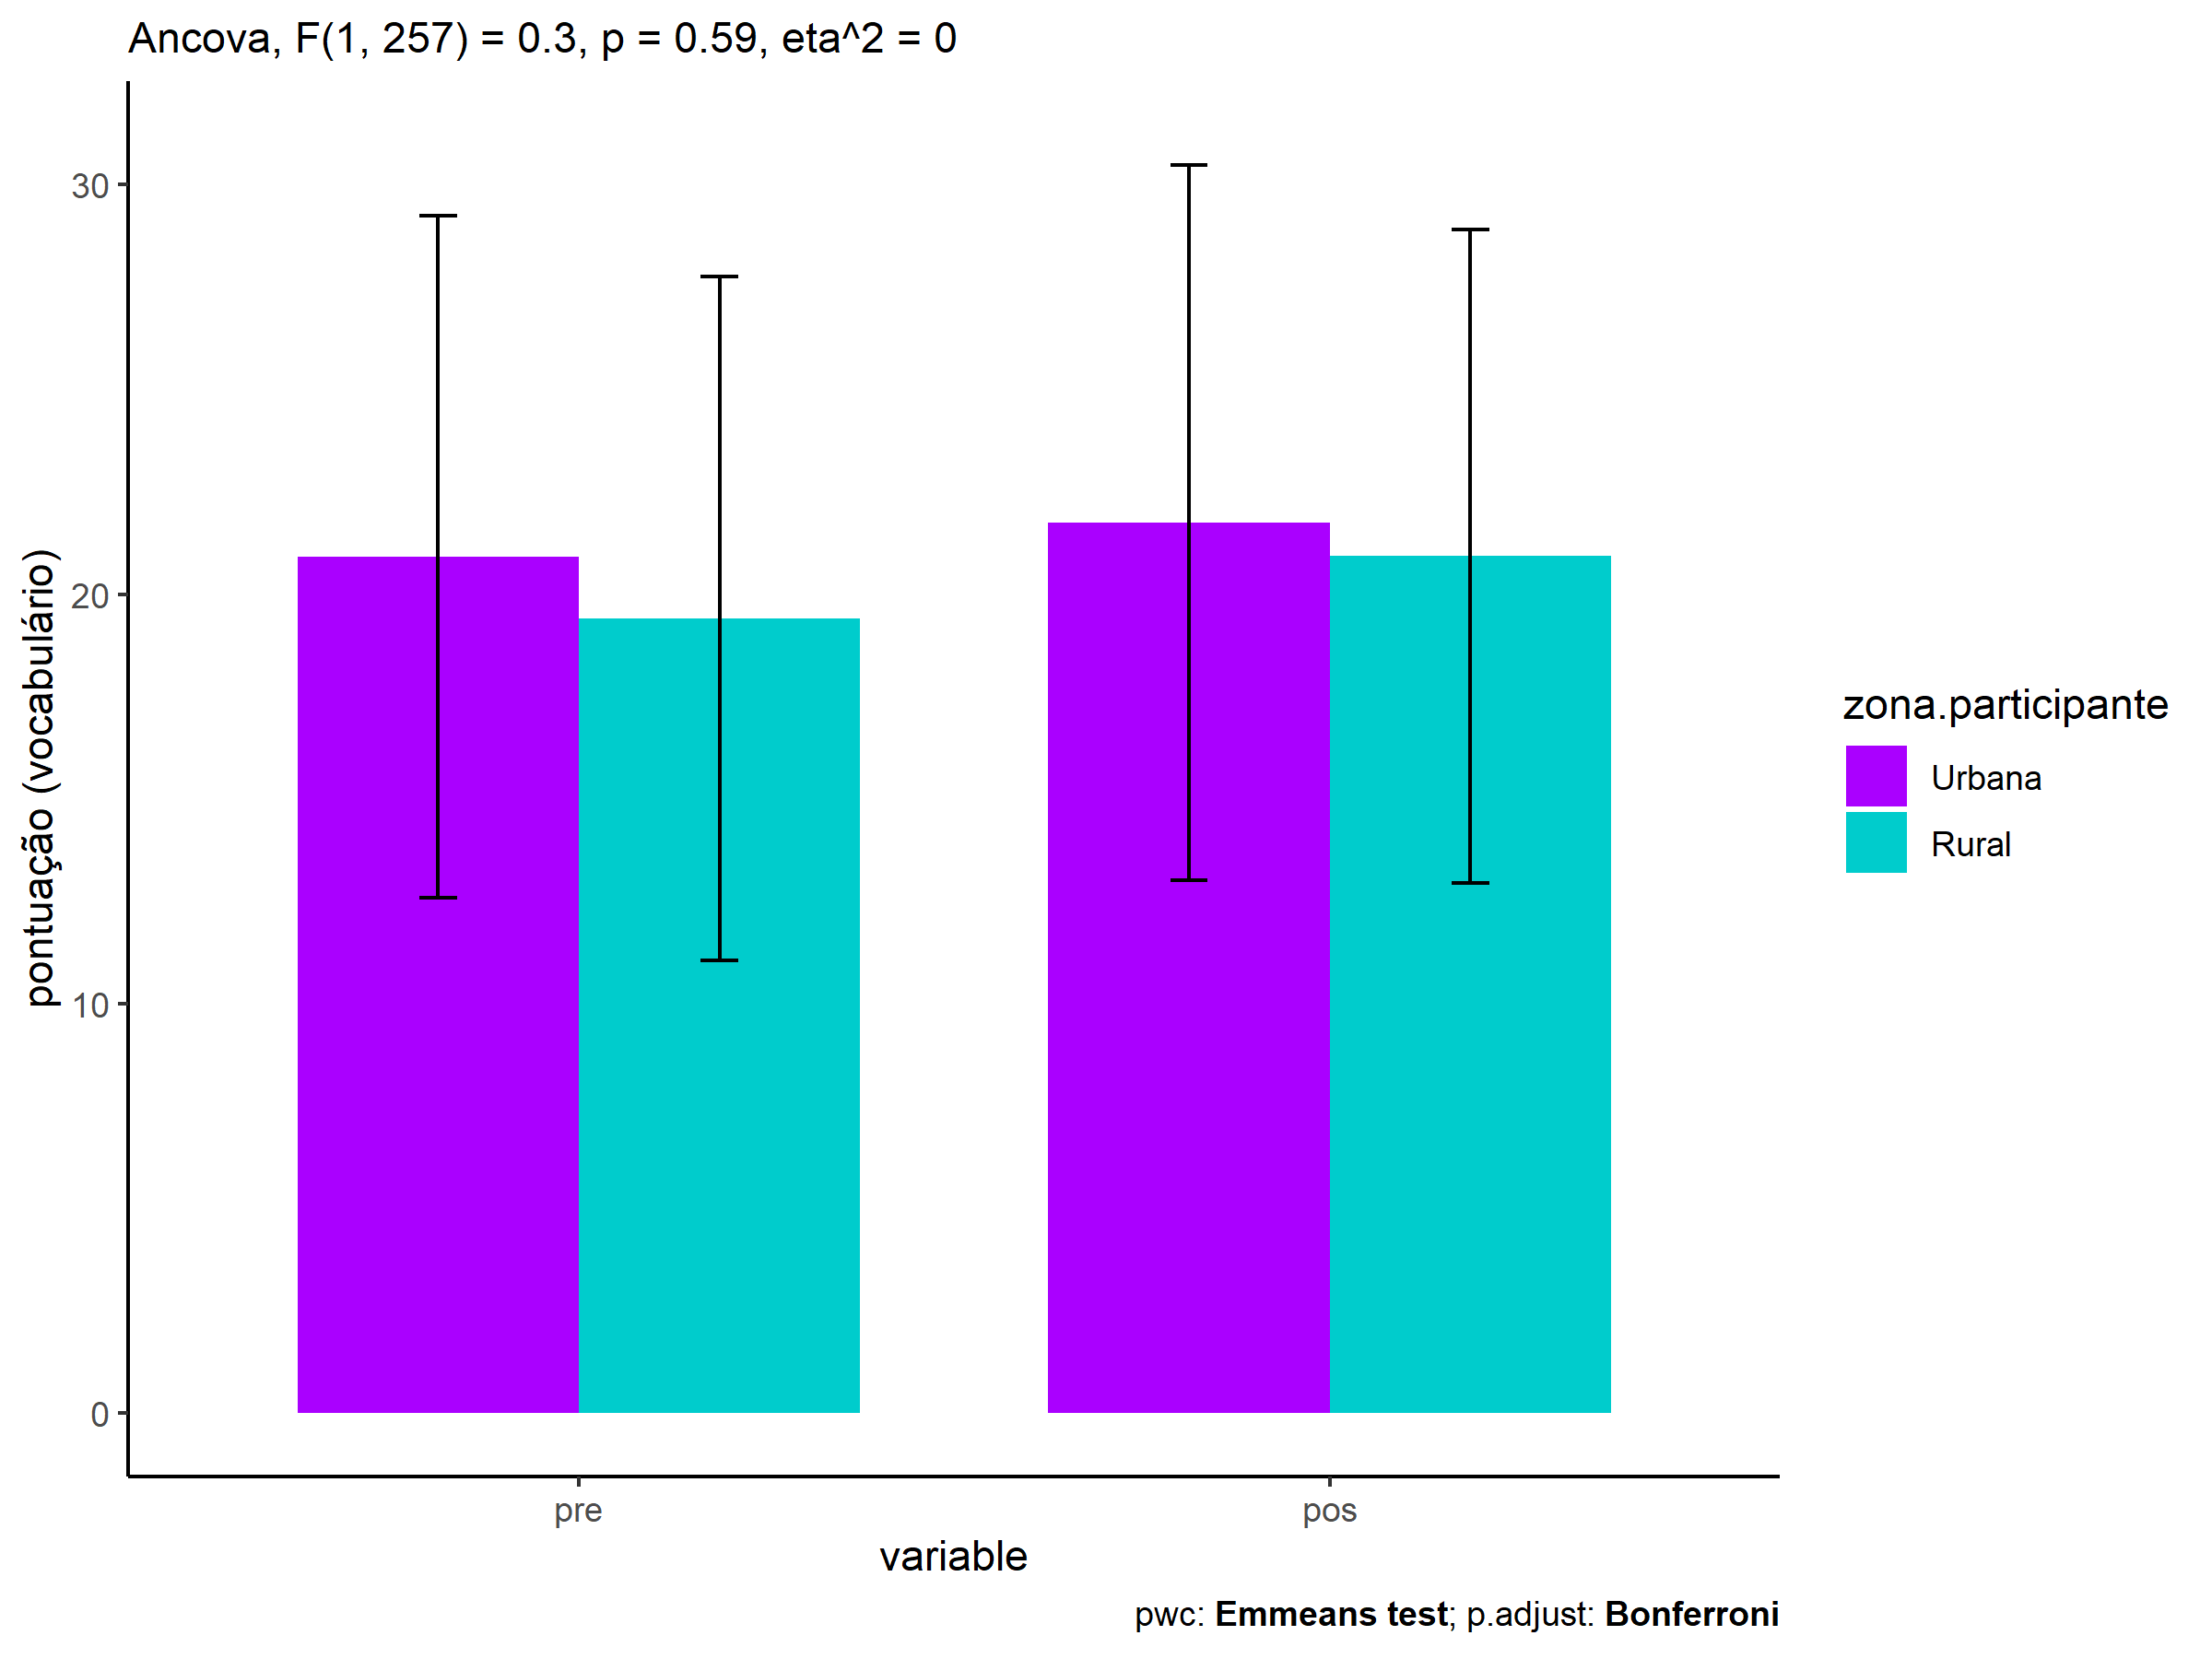 Ancova, F(1, 257) = 0.3, p = 0.59, eta^2 = 0
pontuação (vocabulário)
30
20
10
0
pre
pos
variable
zona.participante
Urbana
Rural
pwc: Emmeans test; p.adjust: Bonferroni